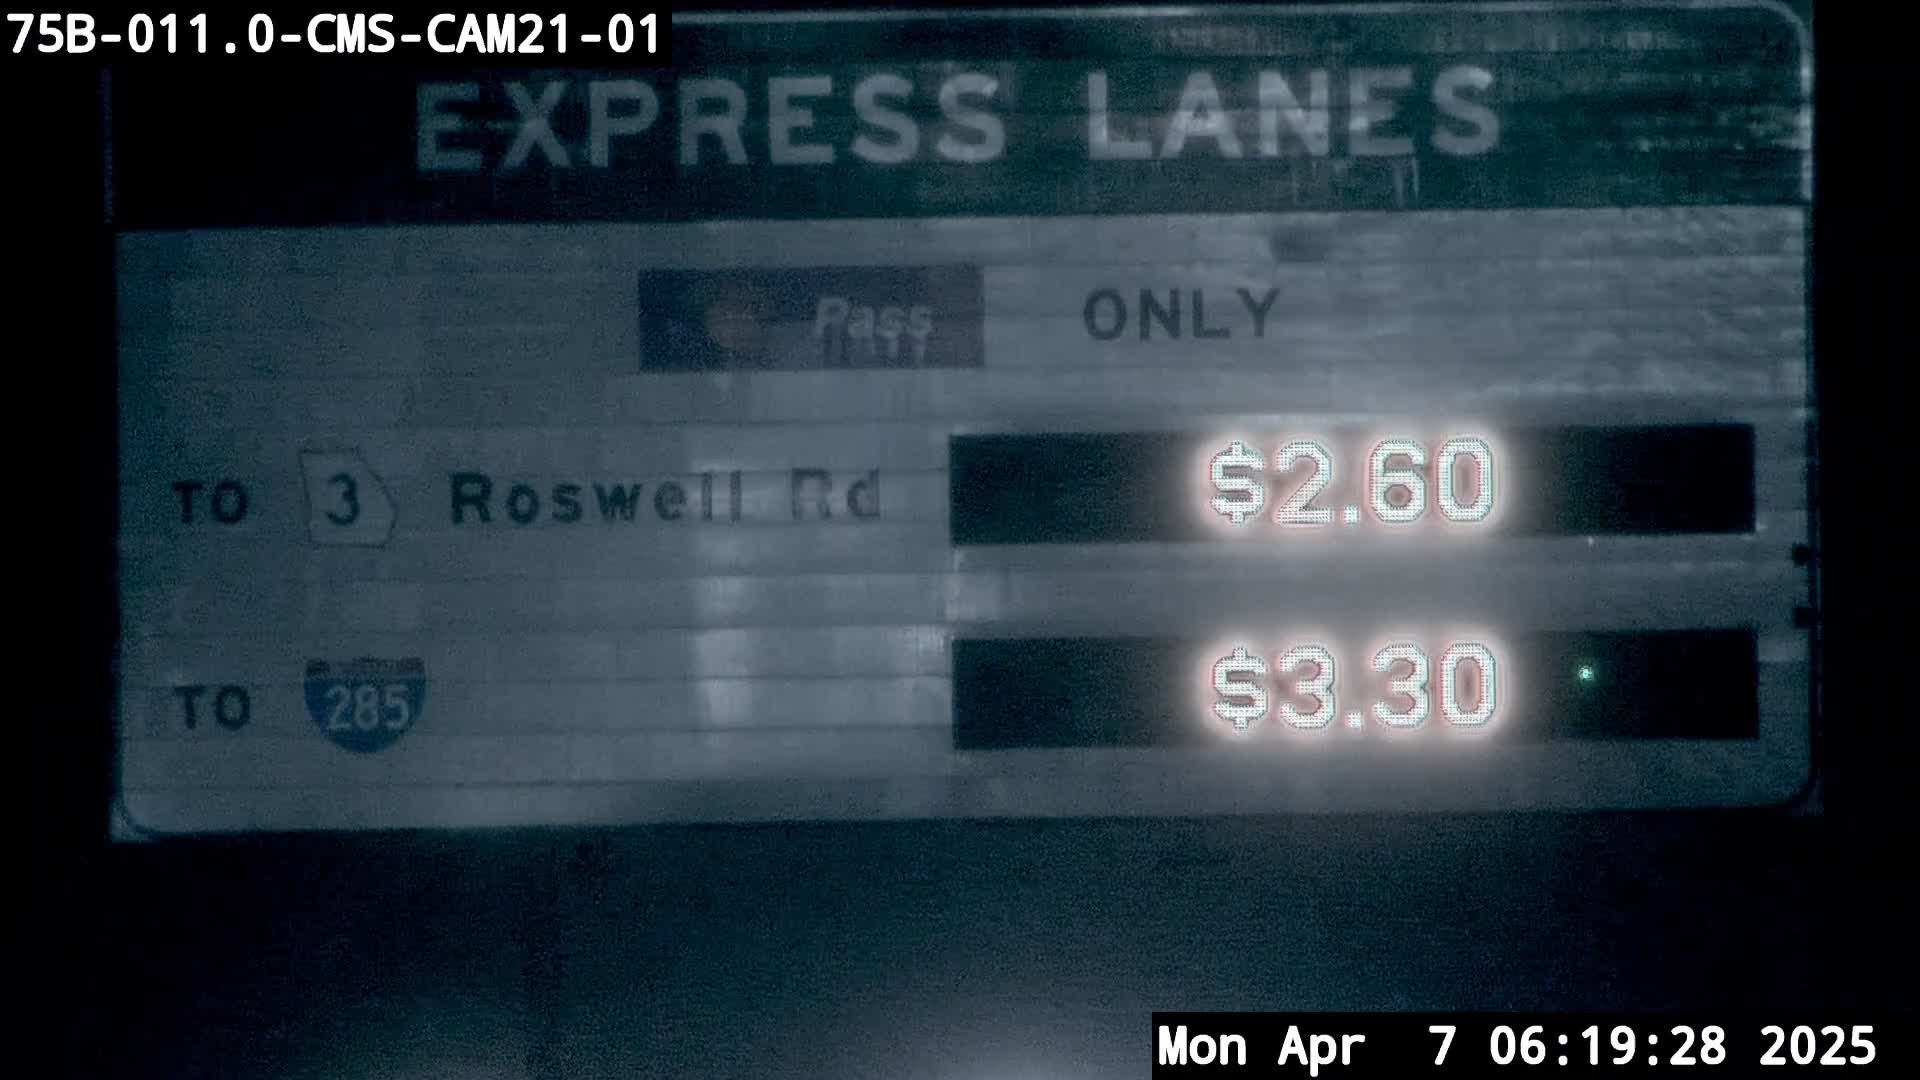 75B-011.0-CMS-CAM21-01
EXPRESS LANES
Pass ONLY
TO 3 Roswell Rd $2.60
TO 285 $3.30
Mon Apr 7 06:19:28 2025